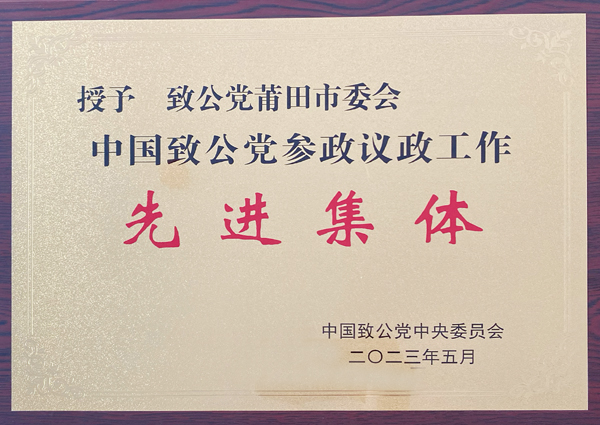 授予　致公党莆田市委会
中国致公党参政议政工作
先进集体
中国致公党中央委员会
二〇二三年五月